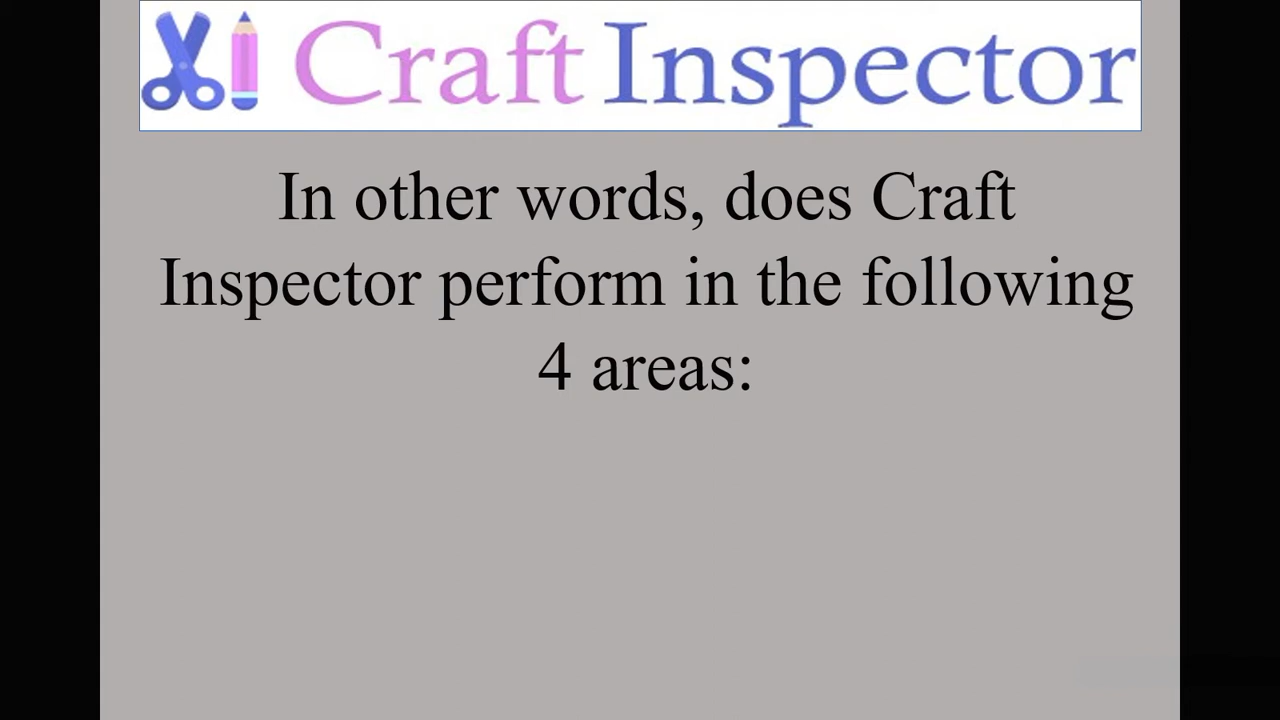 Craft Inspector
In other words, does Craft
Inspector perform in the following
4 areas: